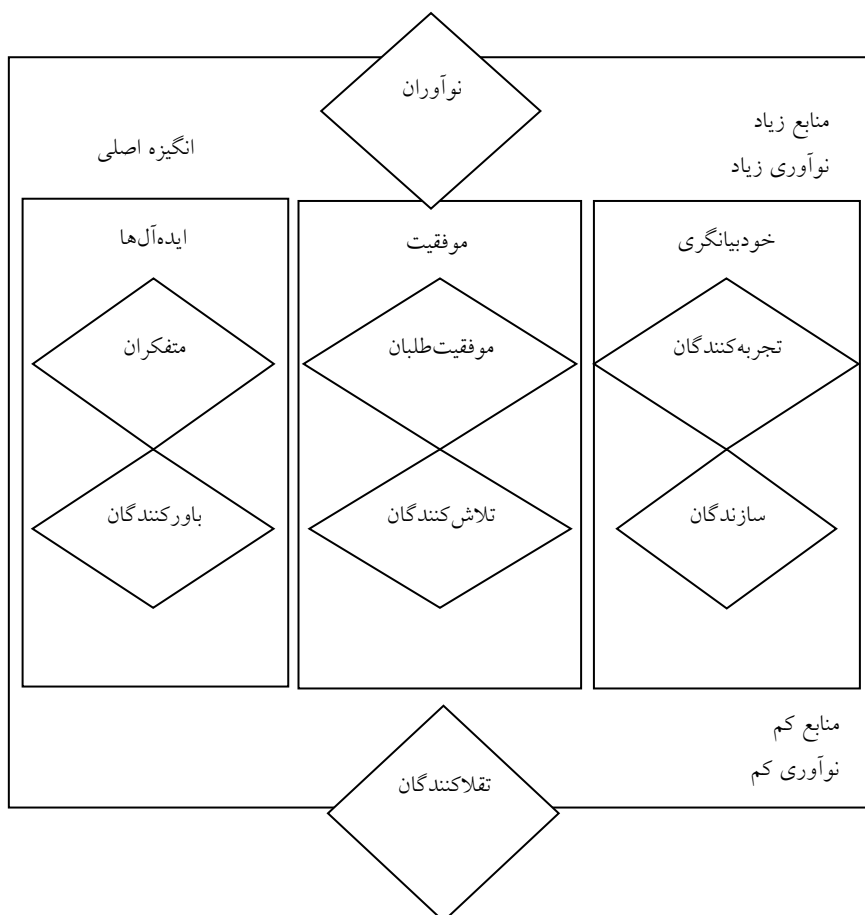 نوآوران
منابع زیاد
نوآوری زیاد
انگیزه اصلی
خودبیانگری
موفقیت
ایده‌آل‌ها
تجربه‌کنندگان
موفقیت‌طلبان
متفکران
سازندگان
تلاش‌کنندگان
باورکنندگان
منابع کم
نوآوری کم
تقلاکنندگان